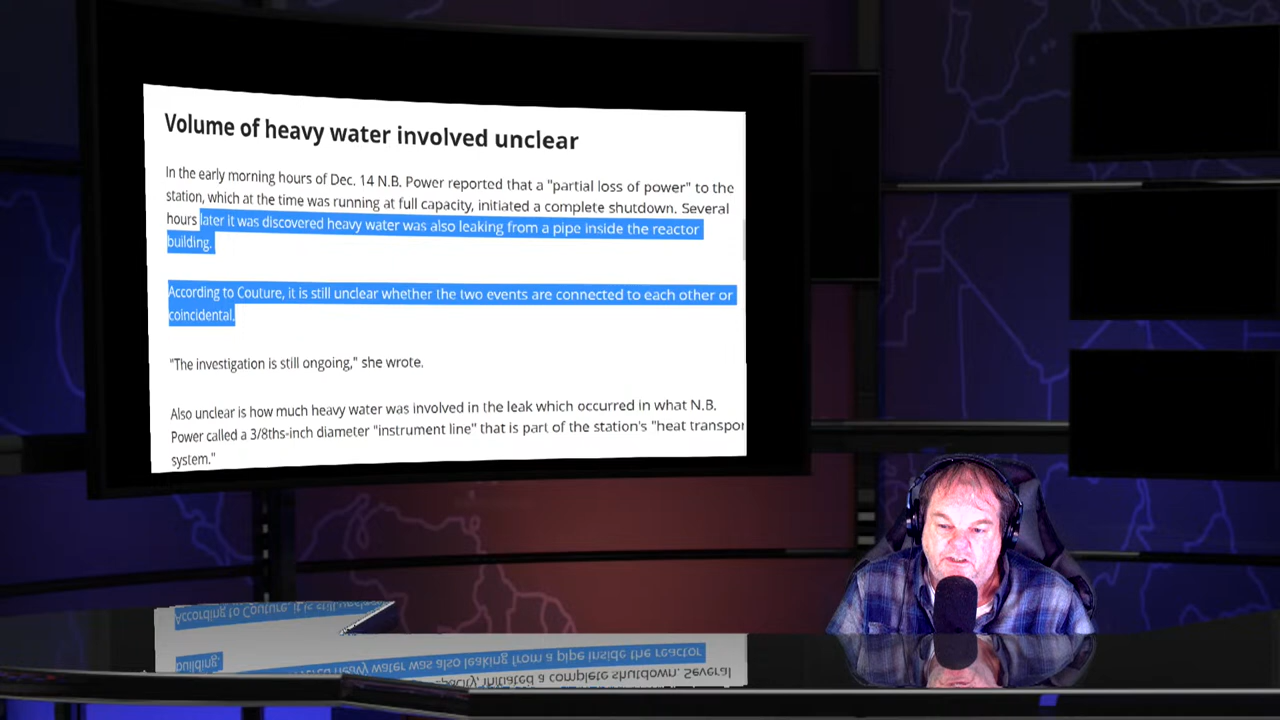 Volume of heavy water involved unclear
In the early morning hours of Dec. 14 N.B. Power reported that a "partial loss of power" to the
station, which at the time was running at full capacity, initiated a complete shutdown. Several
hours later it was discovered heavy water was also leaking from a pipe inside the reactor
building.
According to Couture, it is still unclear whether the two events are connected to each other or
coincidental.
"The investigation is still ongoing," she wrote.
Also unclear is how much heavy water was involved in the leak which occurred in what N.B.
Power called a 3/8ths-inch diameter "instrument line" that is part of the station's "heat transpor
system."